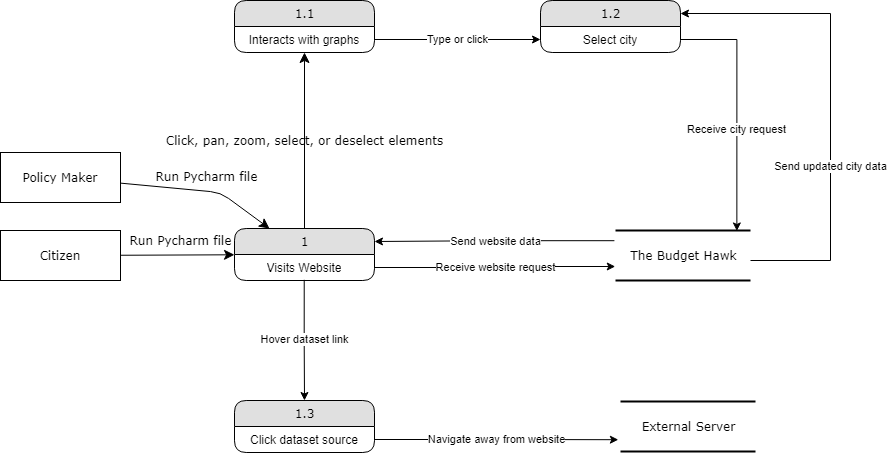 1.1
Interacts with graphs
Type or click
1.2
Select city
Receive city request
Send updated city data
Click, pan, zoom, select, or deselect elements
Policy Maker
Run Pycharm file
Citizen
Run Pycharm file
1
Visits Website
Send website data
Receive website request
The Budget Hawk
Hover dataset link
1.3
Click dataset source
Navigate away from website
External Server